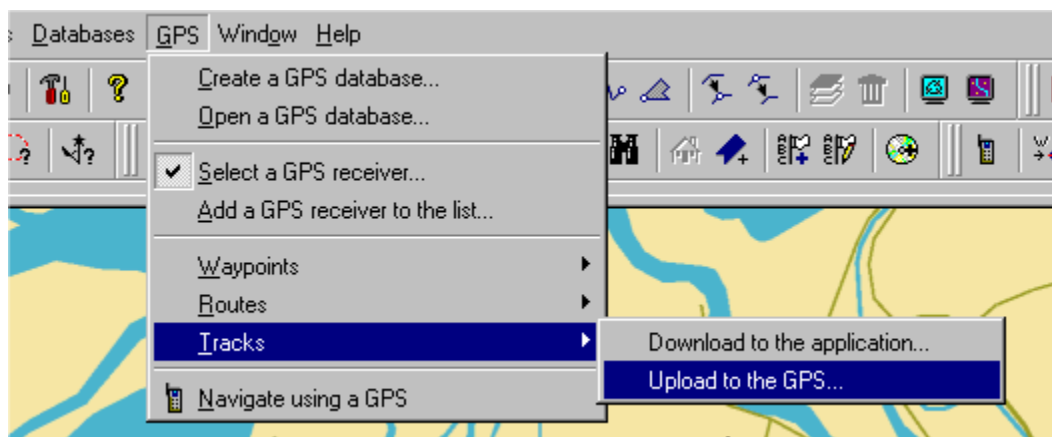 Databases GPS Window Help
Create a GPS database...
Open a GPS database...
Select a GPS receiver...
Add a GPS receiver to the list...
Waypoints
Routes
Tracks
Download to the application...
Upload to the GPS...
Navigate using a GPS